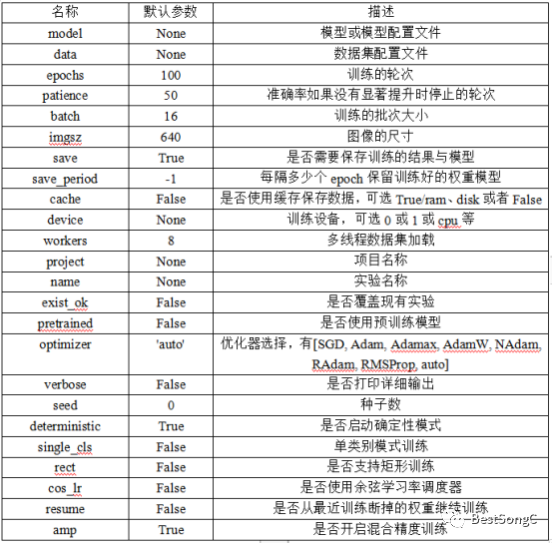 名称 默认参数 描述
model None 模型或模型配置文件
data None 数据集配置文件
epochs 100 训练的轮次
patience 50 准确率如果没有显著提升时停止的轮次
batch 16 训练的批次大小
imgsz 640 图像的尺寸
save True 是否需要保存训练的结果与模型
save_period -1 每隔多少个 epoch 保留训练好的权重模型
cache False 是否使用缓存保存数据，可选 True/ram、disk 或者 False
device None 训练设备，可选 0 或 1 或 cpu 等
workers 8 多线程数据集加载
project None 项目名称
name None 实验名称
exist_ok False 是否覆盖现有实验
pretrained False 是否使用预训练模型
optimizer 'auto' 优化器选择，有[SGD, Adam, Adamax, AdamW, NAdam,
RAdam, RMSProp, auto]
verbose False 是否打印详细输出
seed 0 种子数
deterministic True 是否启动确定性模式
single_cls False 单类别模式训练
rect False 是否支持矩形训练
cos_lr False 是否使用余弦学习率调度器
resume False 是否从最近训练断掉的权重继续训练
amp True 是否开启混合精度训练
BestSongC